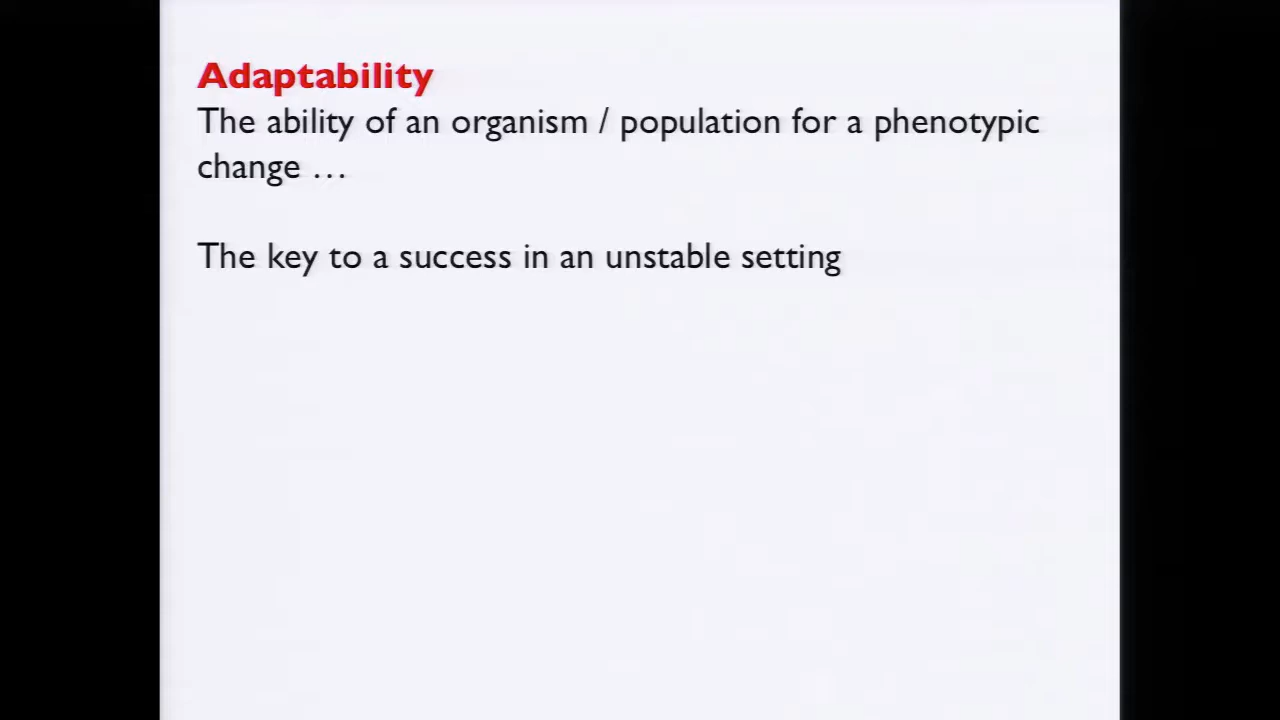 Adaptability
The ability of an organism / population for a phenotypic
change …
The key to a success in an unstable setting